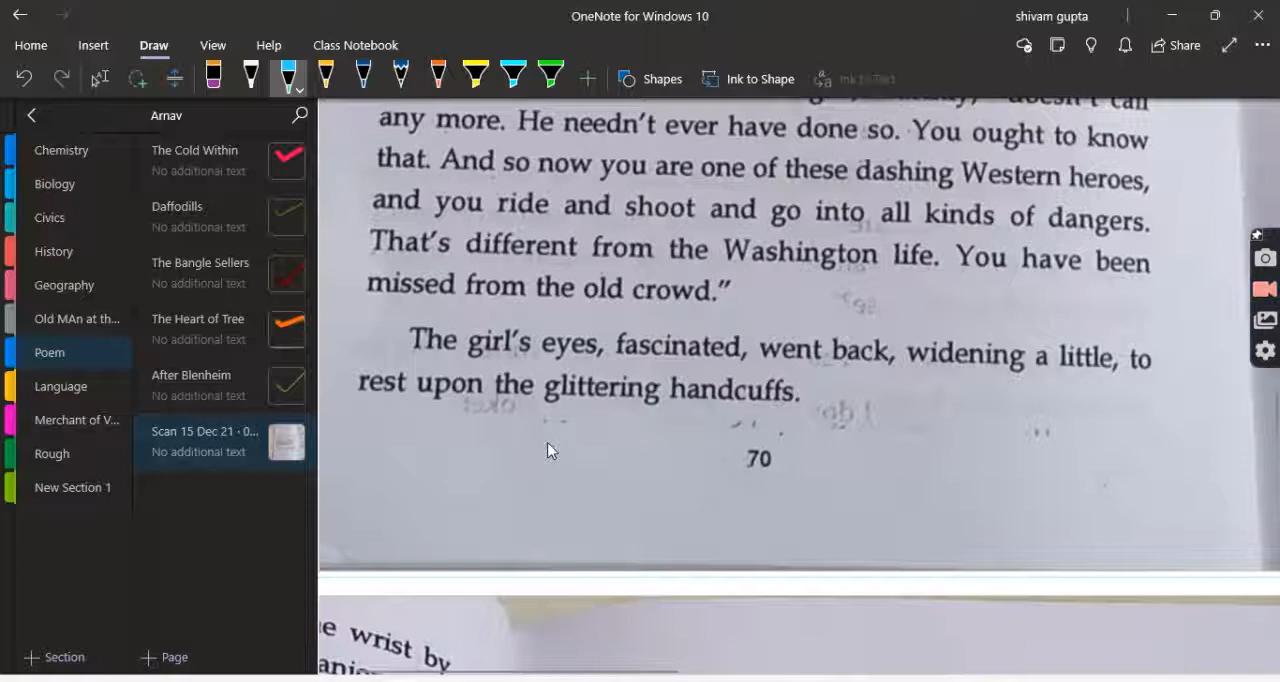 OneNote for Windows 10
shivam gupta
Home Insert Draw View Help Class Notebook
Share
Shapes Ink to Shape Ink to Text
Arnav
Chemistry
Biology
Civics
History
Geography
Old MAn at th...
Poem
Language
Merchant of V...
Rough
New Section 1
The Cold Within
No additional text
Daffodills
No additional text
The Bangle Sellers
No additional text
The Heart of Tree
No additional text
After Blenheim
No additional text
Scan 15 Dec 21 - 0...
No additional text
Section
Page
doesn't call
any more. He needn't ever have done so. You ought to know
that. And so now you are one of these dashing Western heroes,
and you ride and shoot and go into all kinds of dangers.
That's different from the Washington life. You have been
missed from the old crowd."
The girl's eyes, fascinated, went back, widening a little, to
rest upon the glittering handcuffs.
70
e wrist by